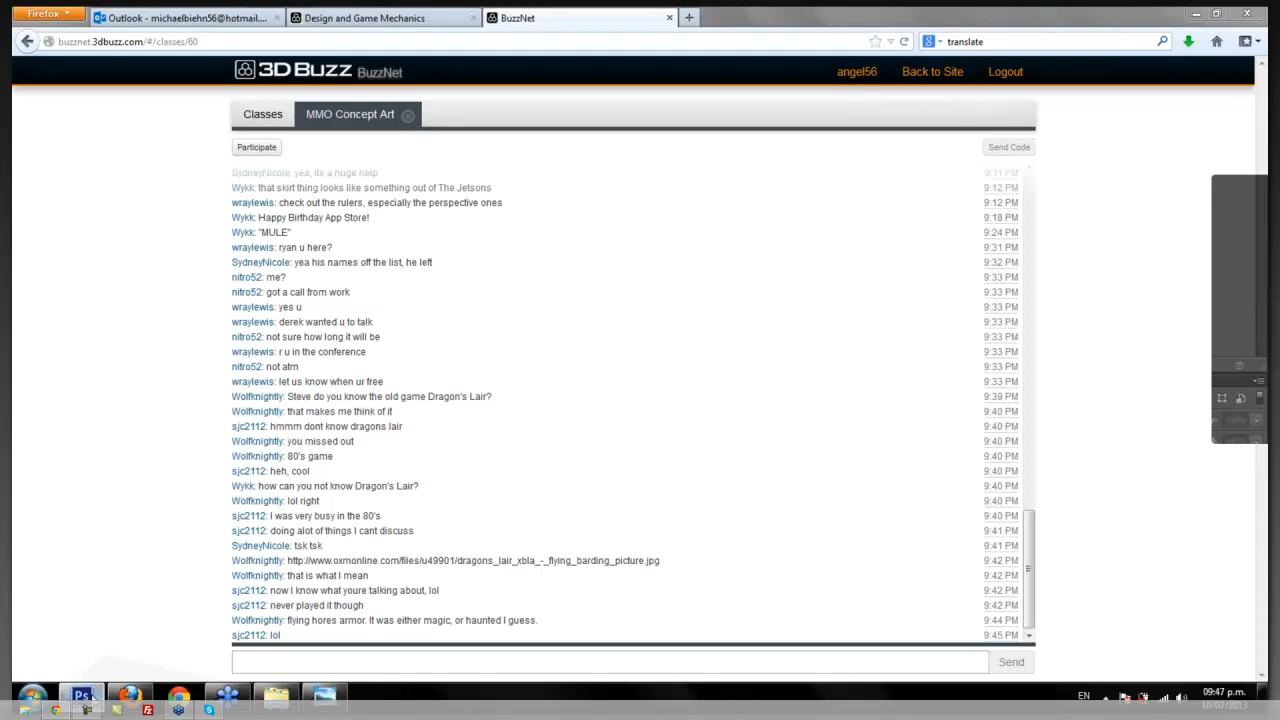 Firefox
Outlook - michaelbiehn56@hotmail....
Design and Game Mechanics
BuzzNet
buzznet.3dbuzz.com/#/classes/60
translate
3D BUZZ BuzzNet
angel56
Back to Site
Logout
Classes
MMO Concept Art
Participate
Send Code
SydneyNicole: yea, its a huge help 9:11 PM
Wykk: that skirt thing looks like something out of The Jetsons 9:12 PM
wraylewis: check out the rulers, especially the perspective ones 9:12 PM
Wykk: Happy Birthday App Store! 9:18 PM
Wykk: "MULE" 9:24 PM
wraylewis: ryan u here? 9:31 PM
SydneyNicole: yea his names off the list, he left 9:32 PM
nitro52: me? 9:33 PM
nitro52: got a call from work 9:33 PM
wraylewis: yes u 9:33 PM
wraylewis: derek wanted u to talk 9:33 PM
nitro52: not sure how long it will be 9:33 PM
wraylewis: r u in the conference 9:33 PM
nitro52: not atm 9:33 PM
wraylewis: let us know when ur free 9:33 PM
Wolfknightly: Steve do you know the old game Dragon's Lair? 9:39 PM
Wolfknightly: that makes me think of it 9:40 PM
sjc2112: hmmm dont know dragons lair 9:40 PM
Wolfknightly: you missed out 9:40 PM
Wolfknightly: 80's game 9:40 PM
sjc2112: heh, cool 9:40 PM
Wykk: how can you not know Dragon's Lair? 9:40 PM
Wolfknightly: lol right 9:40 PM
sjc2112: I was very busy in the 80's 9:40 PM
sjc2112: doing alot of things I cant discuss 9:41 PM
SydneyNicole: tsk tsk 9:41 PM
Wolfknightly: http://www.oxmonline.com/files/u49901/dragons_lair_xbla_-_flying_barding_picture.jpg 9:42 PM
Wolfknightly: that is what I mean 9:42 PM
sjc2112: now I know what youre talking about, lol 9:42 PM
sjc2112: never played it though 9:42 PM
Wolfknightly: flying hores armor. It was either magic, or haunted I guess. 9:44 PM
sjc2112: lol 9:45 PM
Send
Ps
EN
09:47 p.m.
10/07/2013